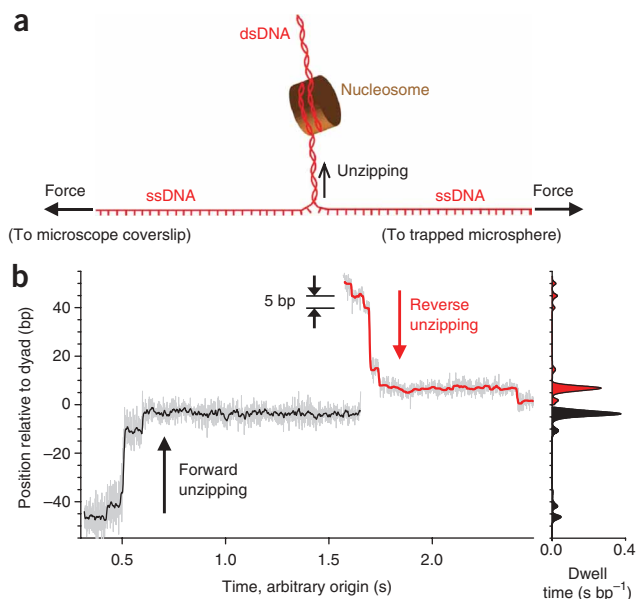 a
dsDNA
Nucleosome
Unzipping
Force
ssDNA
ssDNA
Force
(To microscope coverslip)
(To trapped microsphere)
b
Position relative to dyad (bp)
40
20
0
−20
−40
5 bp
Reverse
unzipping
Forward
unzipping
0.5
1.0
1.5
2.0
Time, arbitrary origin (s)
0.0
0.4
Dwell
time (s bp⁻¹)